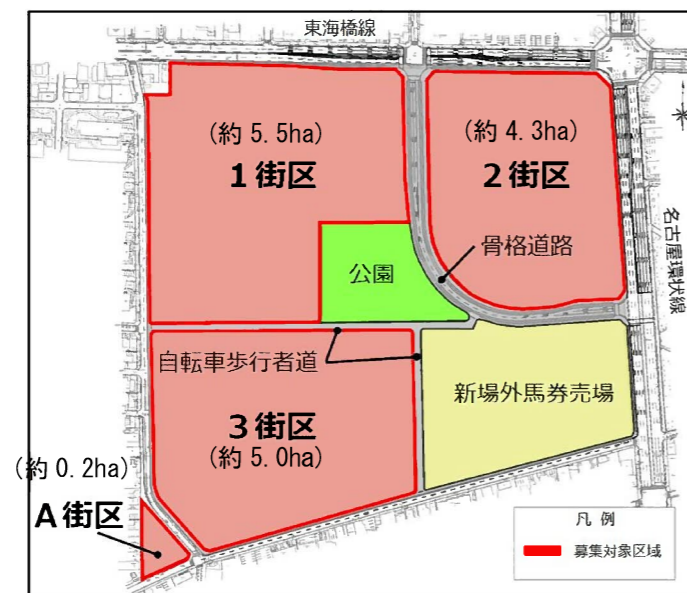 東海橋線
(約 5.5ha)
1街区
(約 4.3ha)
2街区
名古屋環状線
公園
骨格道路
自転車歩行者道
新場外馬券売場
3街区
(約 5.0ha)
(約 0.2ha)
A街区
凡 例
募集対象区域